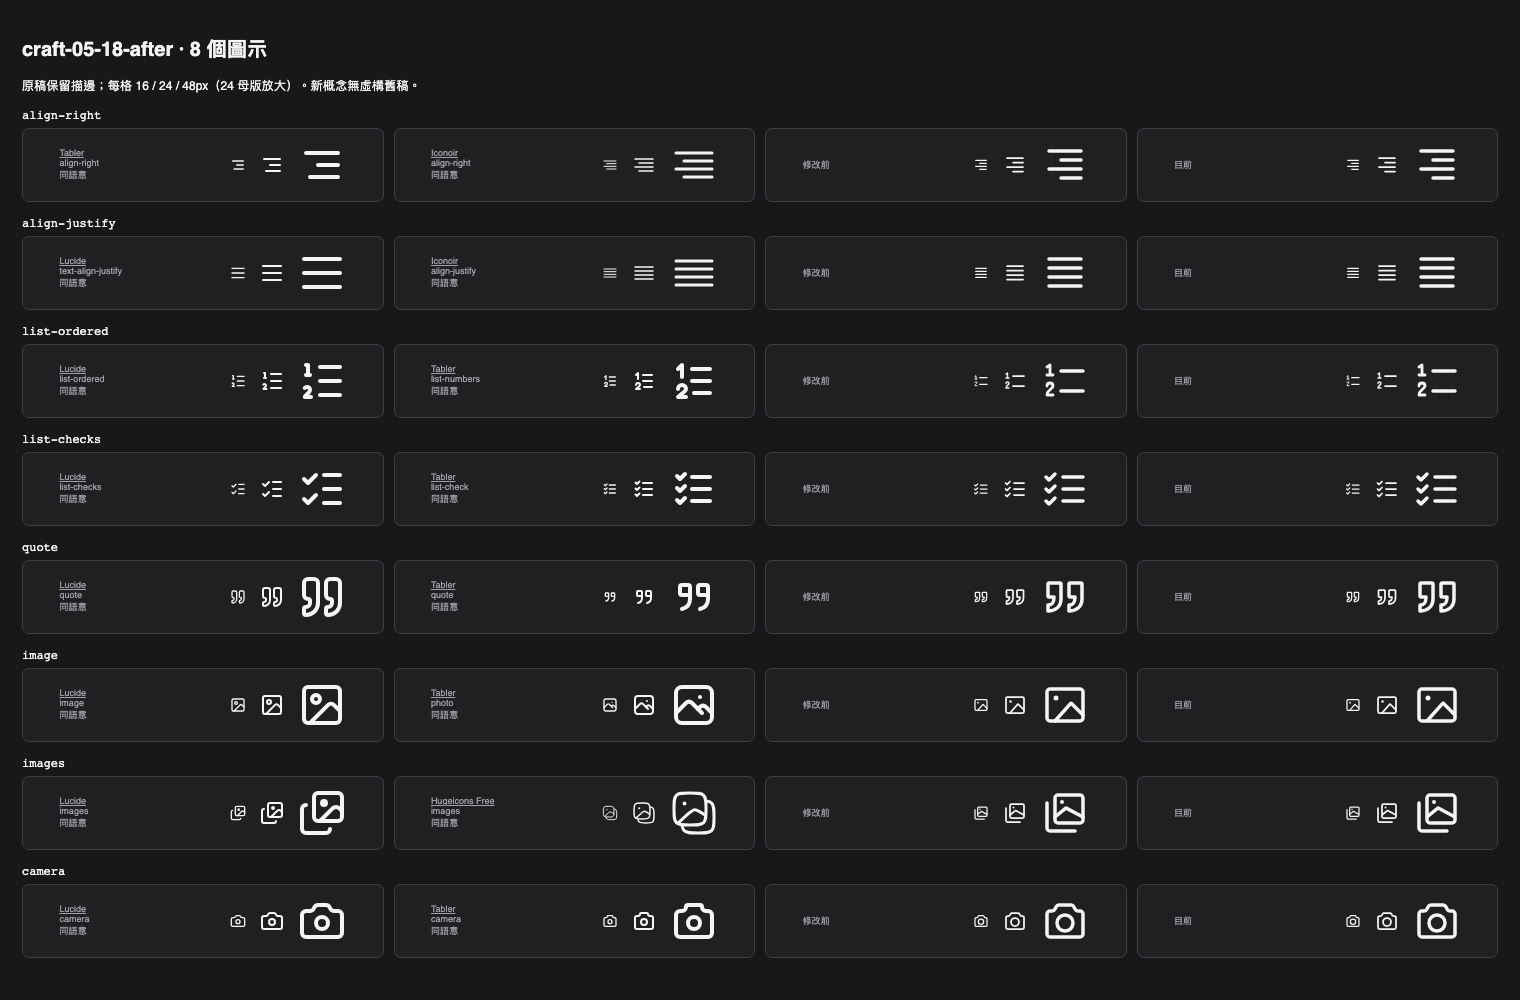 craft-05-18-after · 8 個圖示
原稿保留描邊；每格 16 / 24 / 48px（24 母版放大）。新概念無虛構舊稿。
align-right
Tabler
align-right
同語意
Iconoir
align-right
同語意
修改前
目前
align-justify
Lucide
text-align-justify
同語意
Iconoir
align-justify
同語意
修改前
目前
list-ordered
Lucide
list-ordered
同語意
Tabler
list-numbers
同語意
修改前
目前
list-checks
Lucide
list-checks
同語意
Tabler
list-check
同語意
修改前
目前
quote
Lucide
quote
同語意
Tabler
quote
同語意
修改前
目前
image
Lucide
image
同語意
Tabler
photo
同語意
修改前
目前
images
Lucide
images
同語意
Hugeicons Free
images
同語意
修改前
目前
camera
Lucide
camera
同語意
Tabler
camera
同語意
修改前
目前